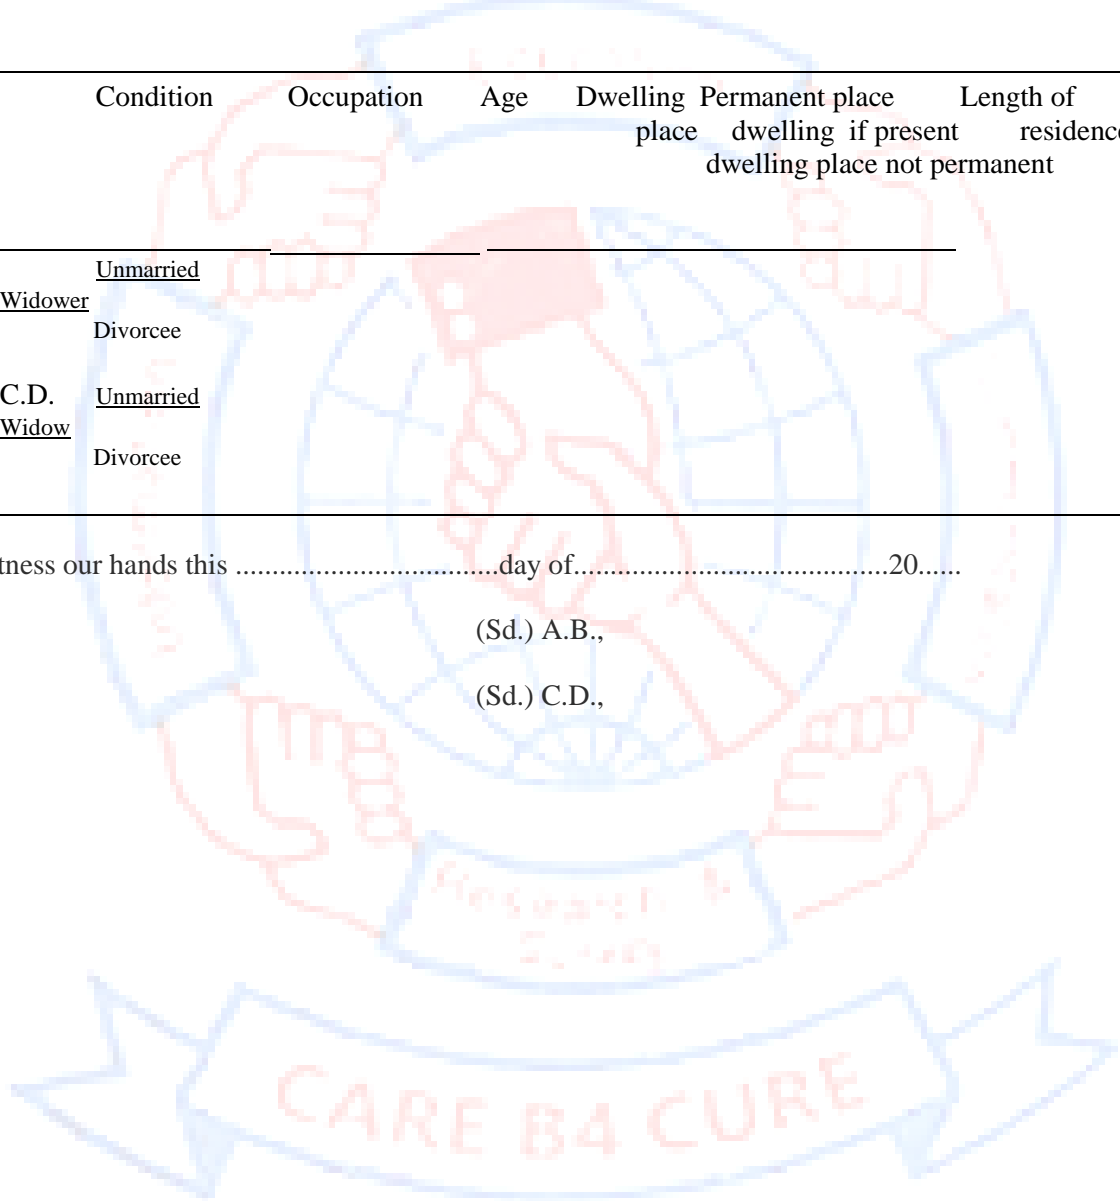 Condition Occupation Age Dwelling Permanent place Length of
place dwelling if present residence
dwelling place not permanent
Unmarried
Widower
Divorcee
C.D. Unmarried
Widow
Divorcee
tness our hands this ....................................day of..........................................20......
(Sd.) A.B.,
(Sd.) C.D.,
Research &
CARE B4 CURE